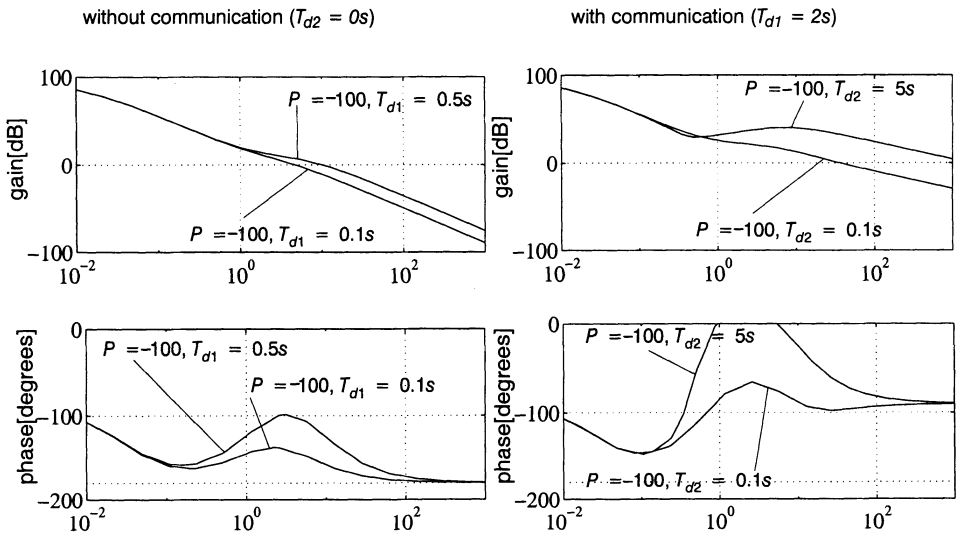 without communication (Td2 = 0s)
with communication (Td1 = 2s)
100
0
−100
gain[dB]
P =−100, Td1 = 0.5s
P =−100, Td1 = 0.1s
10−2
100
102
100
0
−100
gain[dB]
P =−100, Td2 = 5s
P =−100, Td2 = 0.1s
10−2
100
102
0
−100
−200
phase[degrees]
P =−100, Td1 = 0.5s
P =−100, Td1 = 0.1s
10−2
100
102
0
−100
−200
phase[degrees]
P =−100, Td2 = 5s
P =−100, Td2 = 0.1s
10−2
100
102